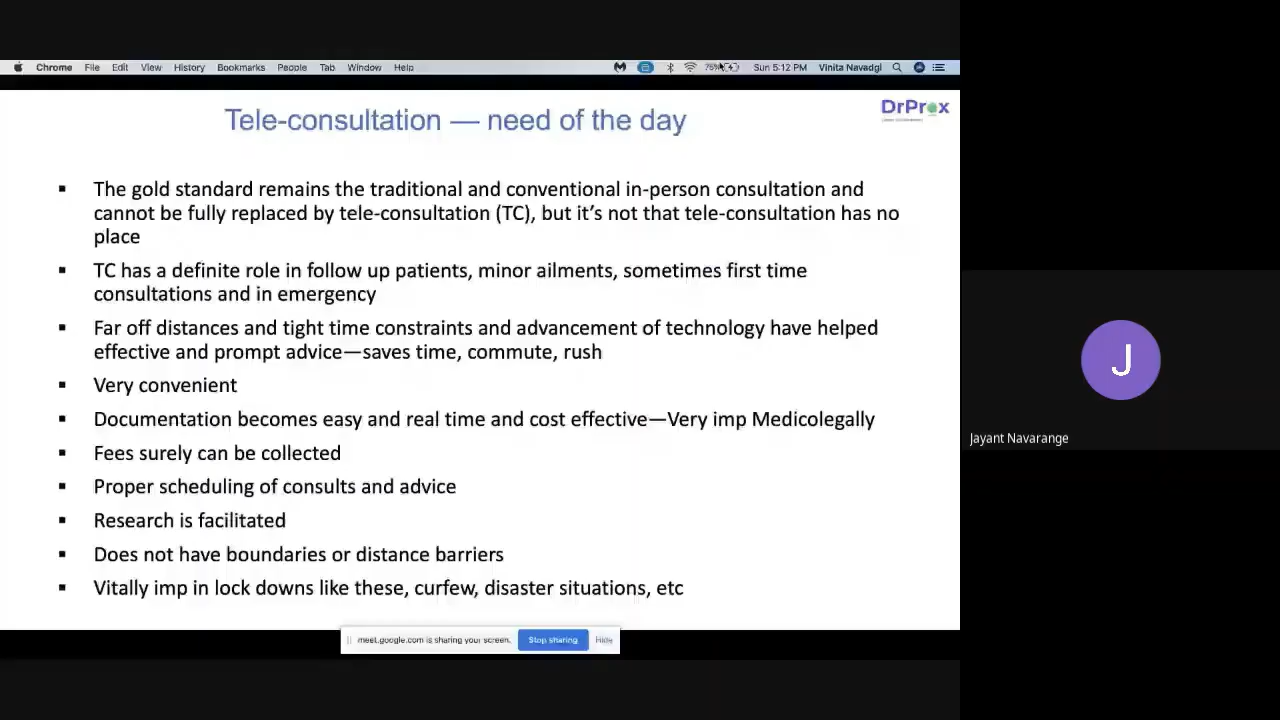 Chrome File Edit View History Bookmarks People Tab Window Help
Sun 5:12 PM Vinita Navadgi
DrProx
Tele-consultation — need of the day
▪ The gold standard remains the traditional and conventional in-person consultation and
cannot be fully replaced by tele-consultation (TC), but it’s not that tele-consultation has no
place
▪ TC has a definite role in follow up patients, minor ailments, sometimes first time
consultations and in emergency
▪ Far off distances and tight time constraints and advancement of technology have helped
effective and prompt advice—saves time, commute, rush
▪ Very convenient
▪ Documentation becomes easy and real time and cost effective—Very imp Medicolegally
▪ Fees surely can be collected
▪ Proper scheduling of consults and advice
▪ Research is facilitated
▪ Does not have boundaries or distance barriers
▪ Vitally imp in lock downs like these, curfew, disaster situations, etc
meet.google.com is sharing your screen. Stop sharing Hide
J
Jayant Navarange